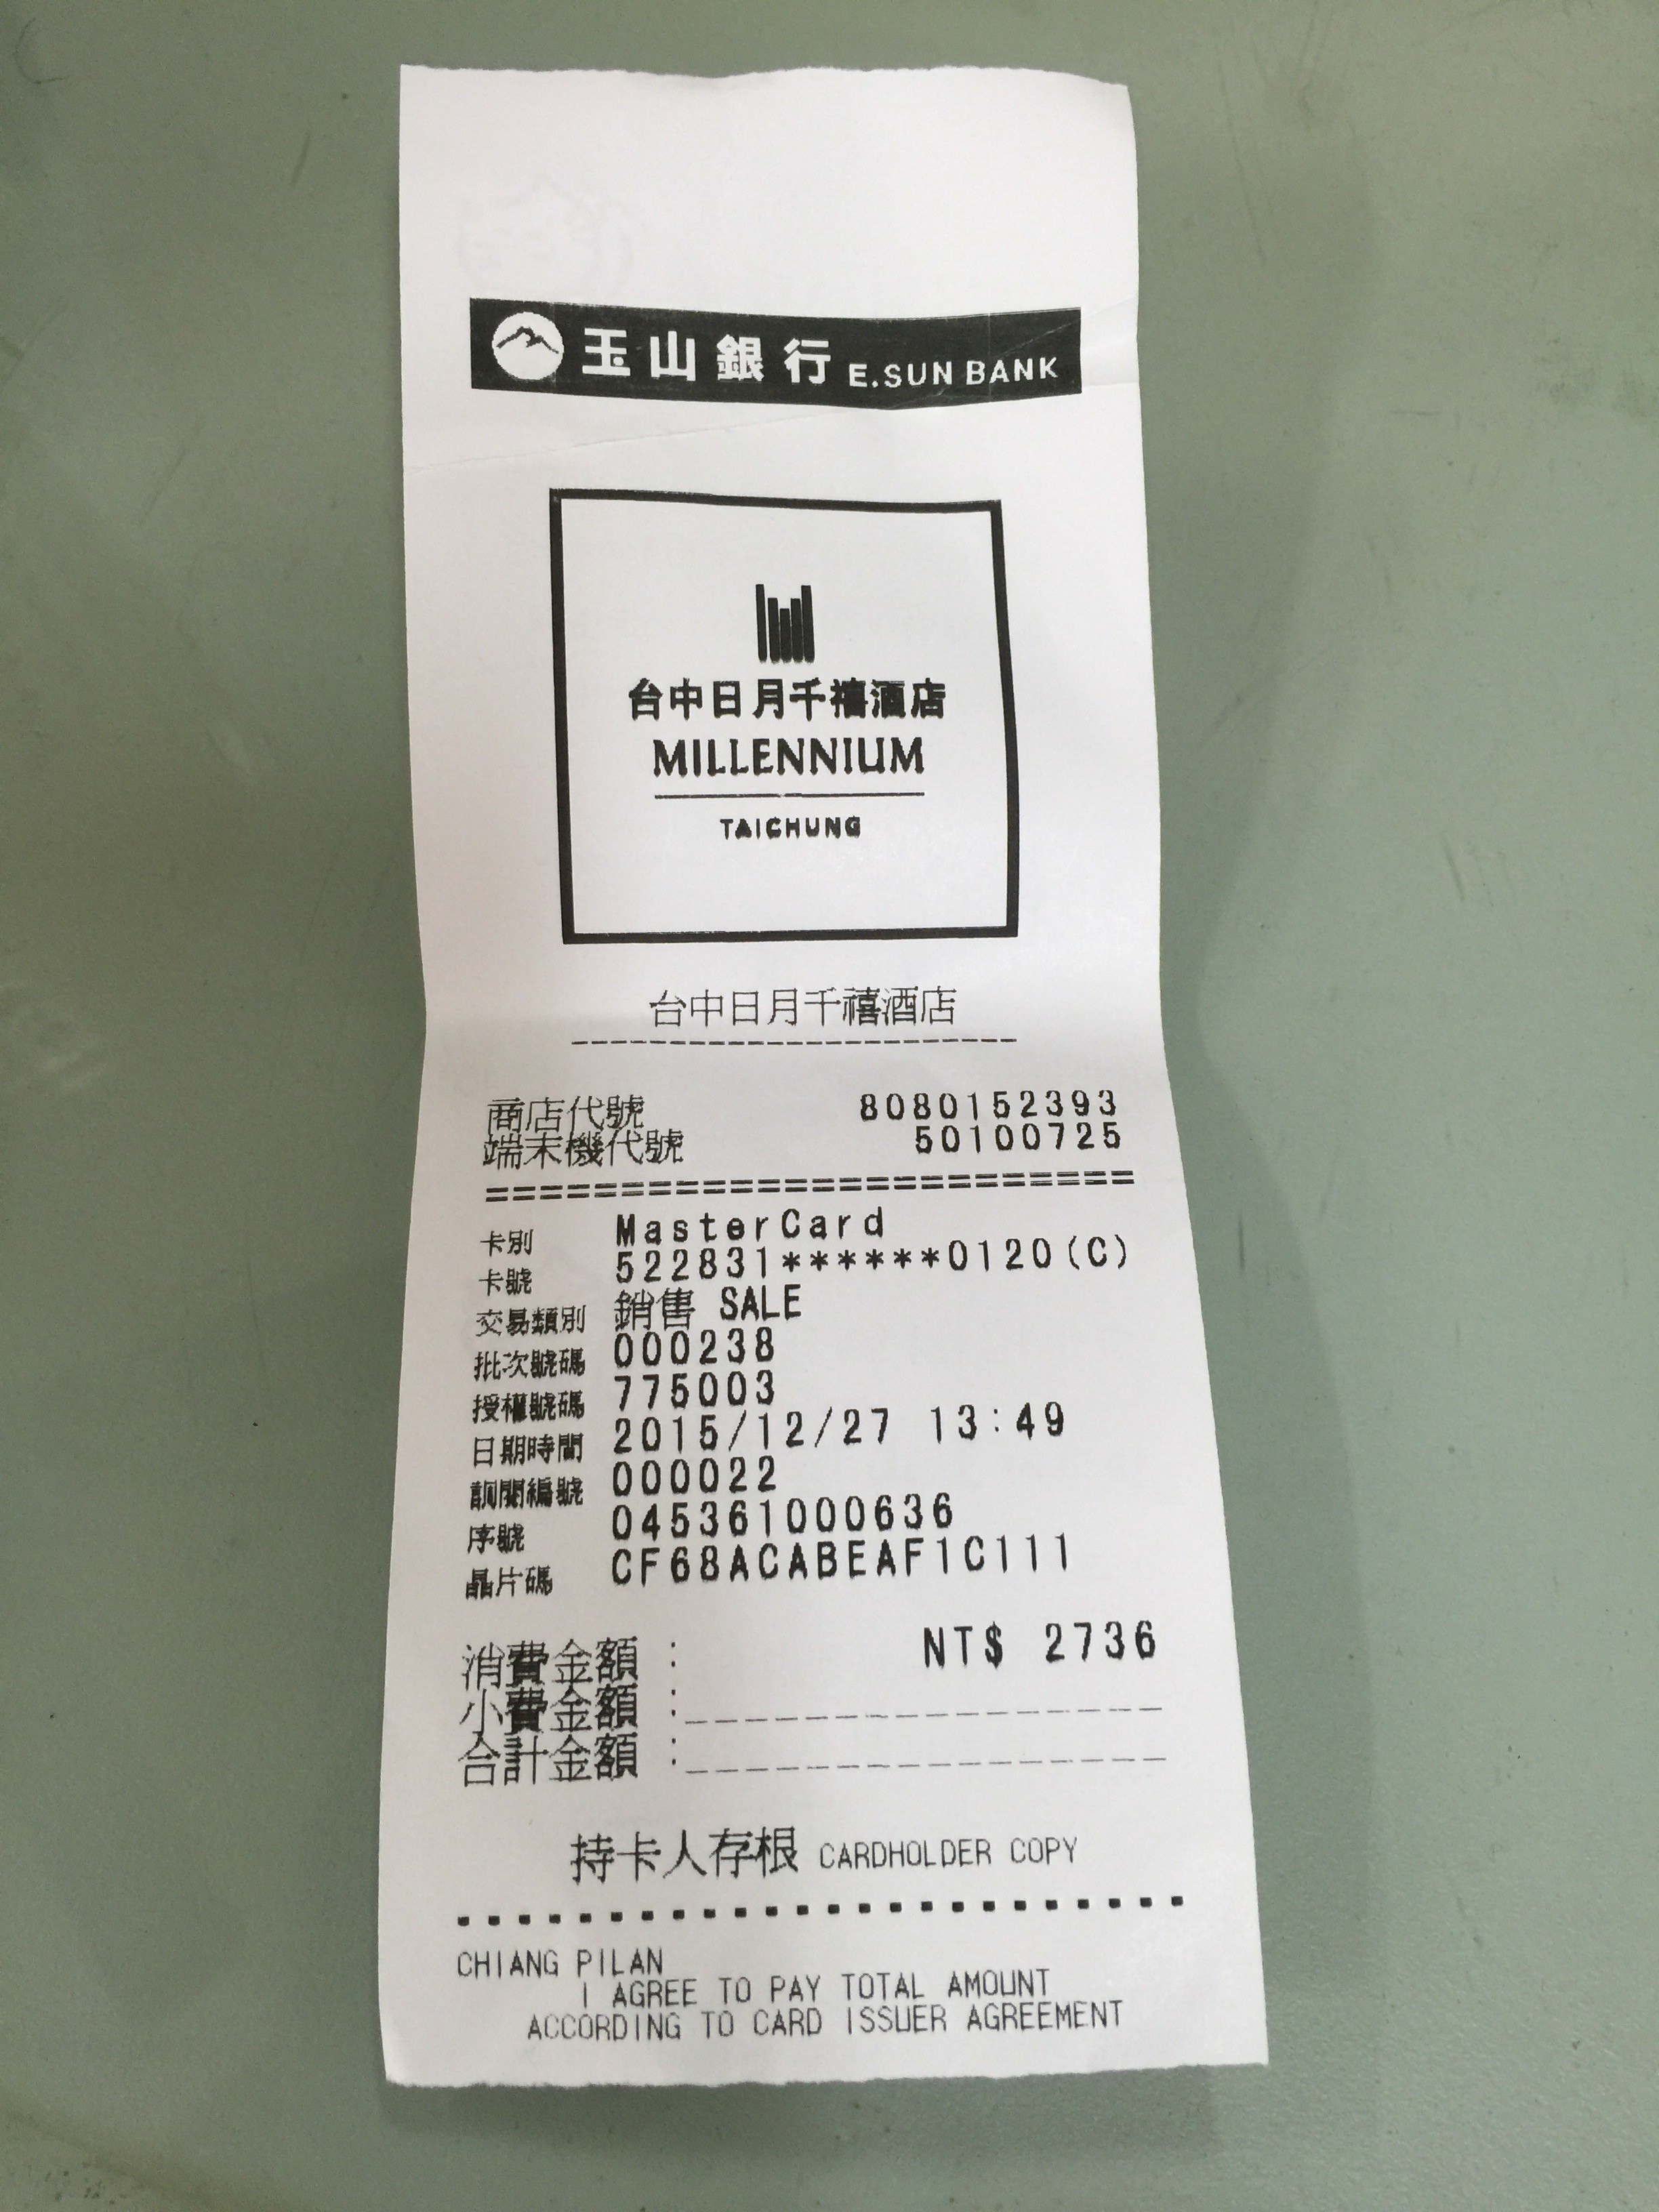 玉山銀行 E.SUN BANK
台中日月千禧酒店
MILLENNIUM
TAICHUNG
台中日月千禧酒店
商店代號 8080152393
端末機代號 50100725
卡別 MasterCard
卡號 522831******0120(C)
交易類別 銷售 SALE
批次號碼 000238
授權號碼 775003
日期時間 2015/12/27 13:49
調閱編號 000022
序號 045361000636
晶片碼 CF68ACABEAF1C111
消費金額 : NT$ 2736
小費金額 :
合計金額 :
持卡人存根 CARDHOLDER COPY
CHIANG PILAN
I AGREE TO PAY TOTAL AMOUNT
ACCORDING TO CARD ISSUER AGREEMENT